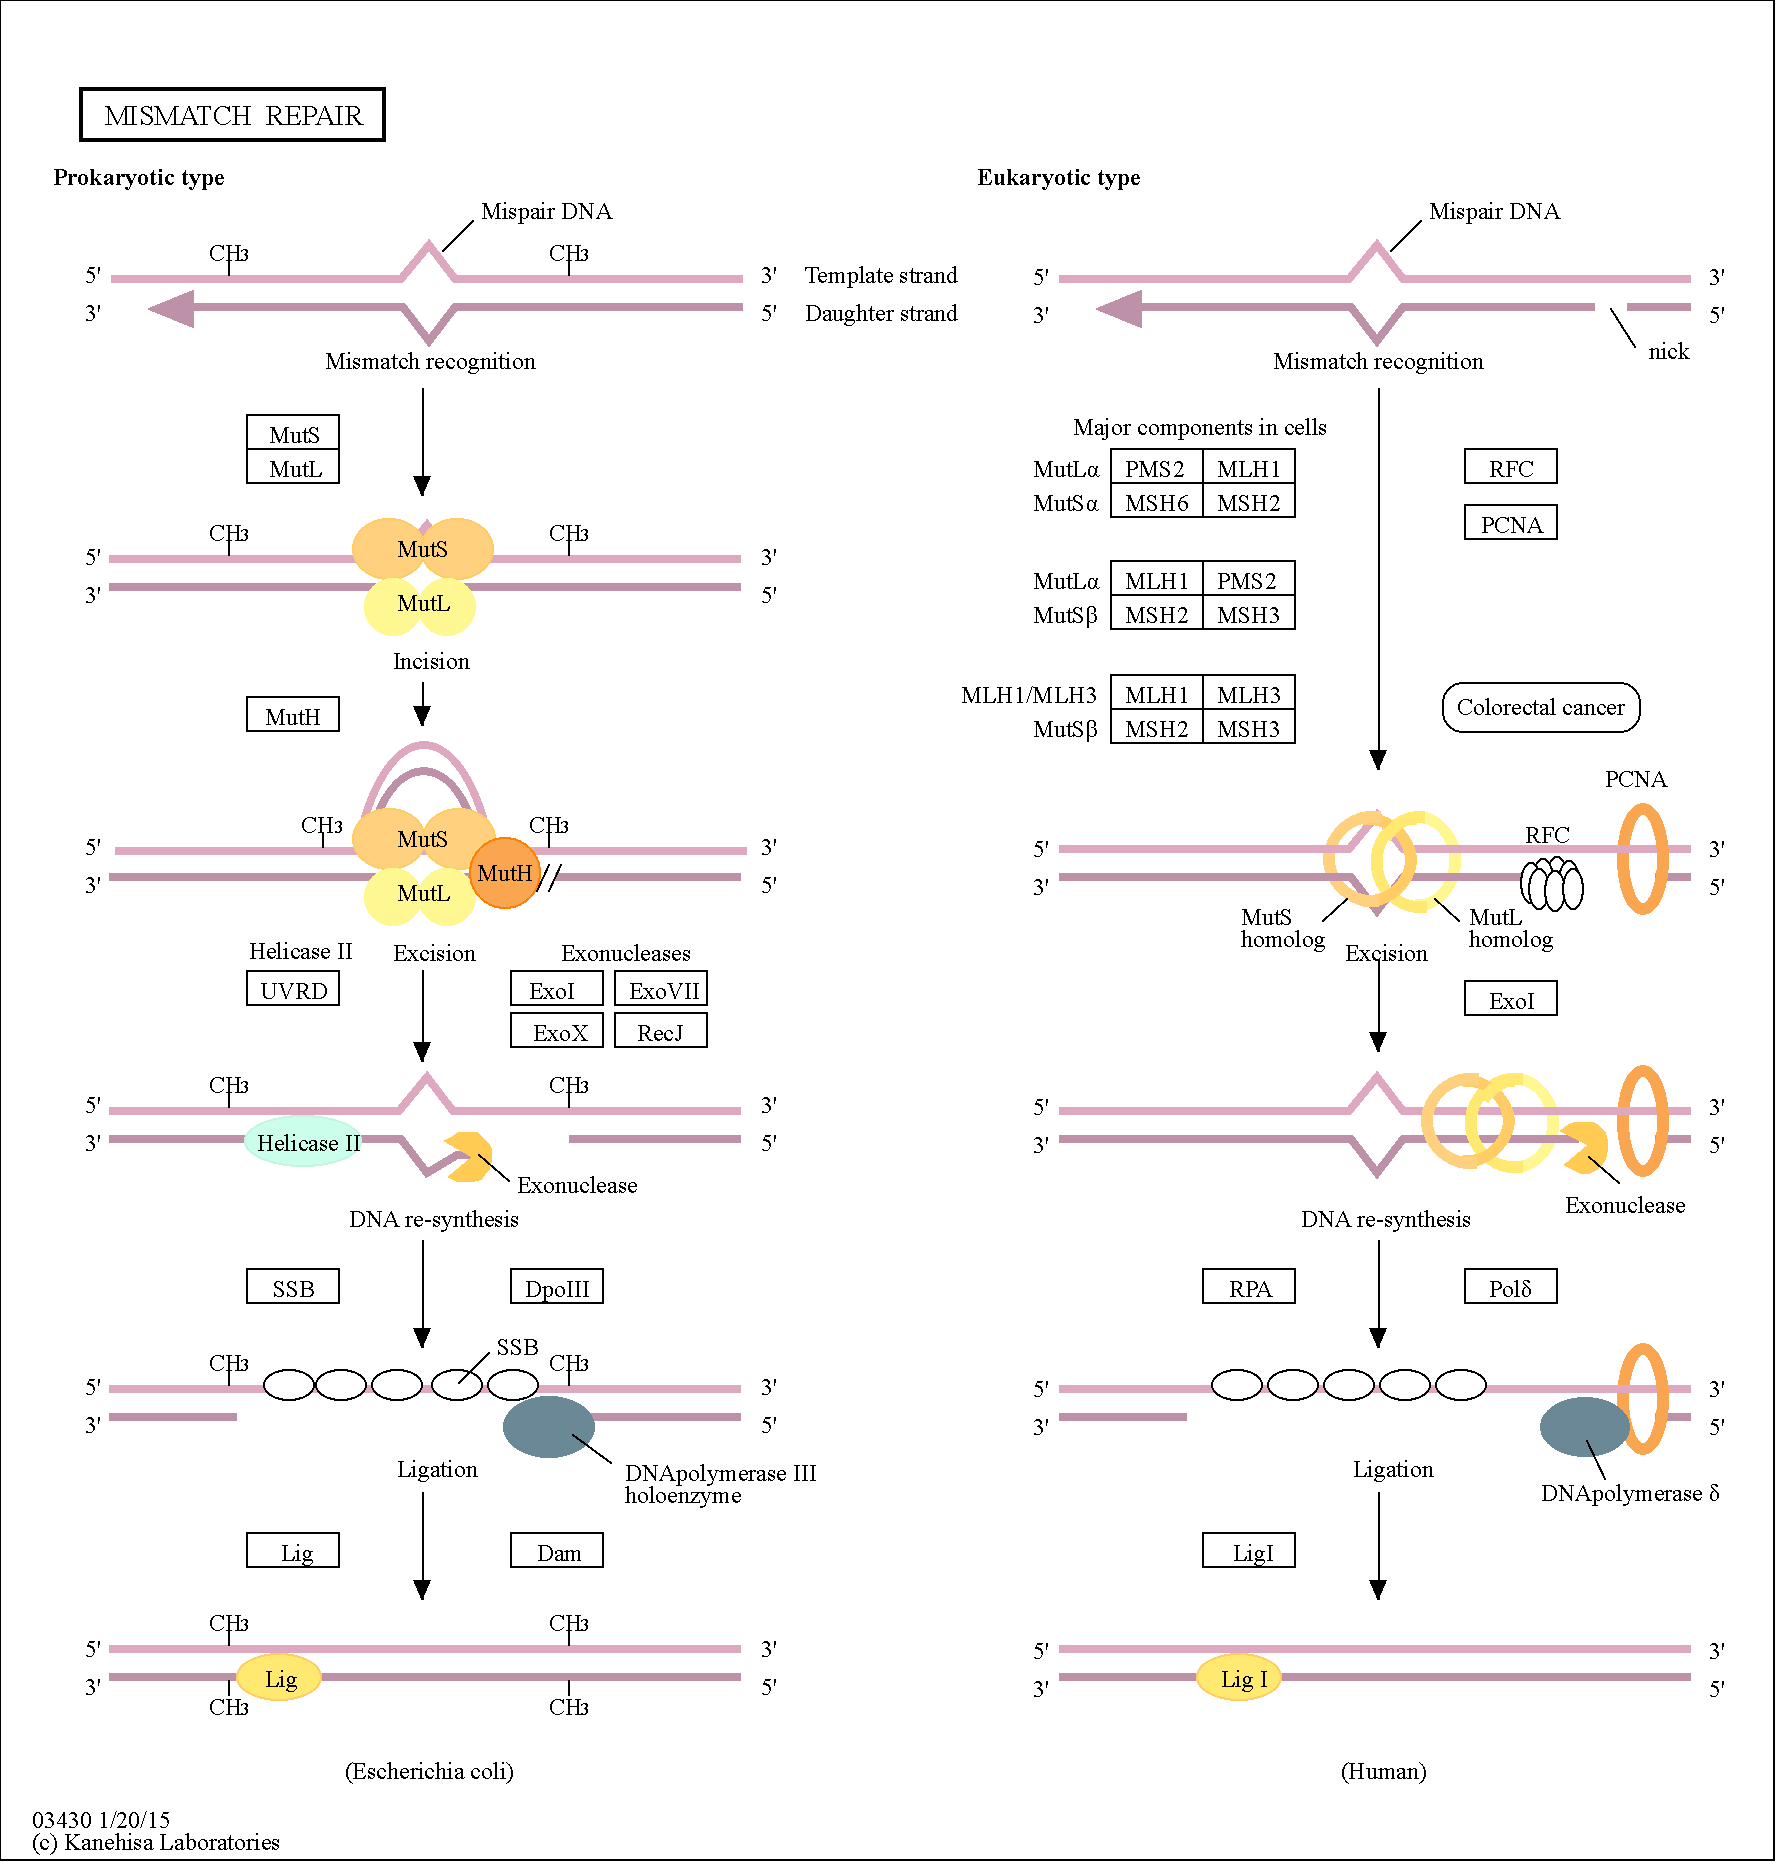 MISMATCH REPAIR
Prokaryotic type
Mispair DNA
CH3
CH3
5'
3'
Template strand
3'
5'
Daughter strand
Mismatch recognition
MutS
MutL
CH3
CH3
MutS
5'
3'
3'
5'
MutL
Incision
MutH
CH3
MutS
CH3
5'
3'
MutH
3'
5'
MutL
Helicase II
Excision
Exonucleases
UVRD
ExoI
ExoVII
ExoX
RecJ
CH3
CH3
5'
3'
3'
Helicase II
5'
Exonuclease
DNA re-synthesis
SSB
DpoIII
SSB
CH3
CH3
5'
3'
3'
5'
Ligation
DNApolymerase III
holoenzyme
Lig
Dam
CH3
CH3
5'
3'
3'
Lig
5'
CH3
CH3
(Escherichia coli)
Eukaryotic type
Mispair DNA
5'
3'
3'
5'
nick
Mismatch recognition
Major components in cells
MutLα PMS2 MLH1
MutSα MSH6 MSH2
RFC
PCNA
MutLα MLH1 PMS2
MutSβ MSH2 MSH3
MLH1/MLH3 MLH1 MLH3
MutSβ MSH2 MSH3
Colorectal cancer
PCNA
RFC
5'
3'
3'
5'
MutS
homolog
MutL
homolog
Excision
ExoI
5'
3'
3'
5'
Exonuclease
DNA re-synthesis
RPA
Polδ
5'
3'
3'
5'
Ligation
DNApolymerase δ
LigI
5'
3'
3'
Lig I
5'
(Human)
03430 1/20/15
(c) Kanehisa Laboratories